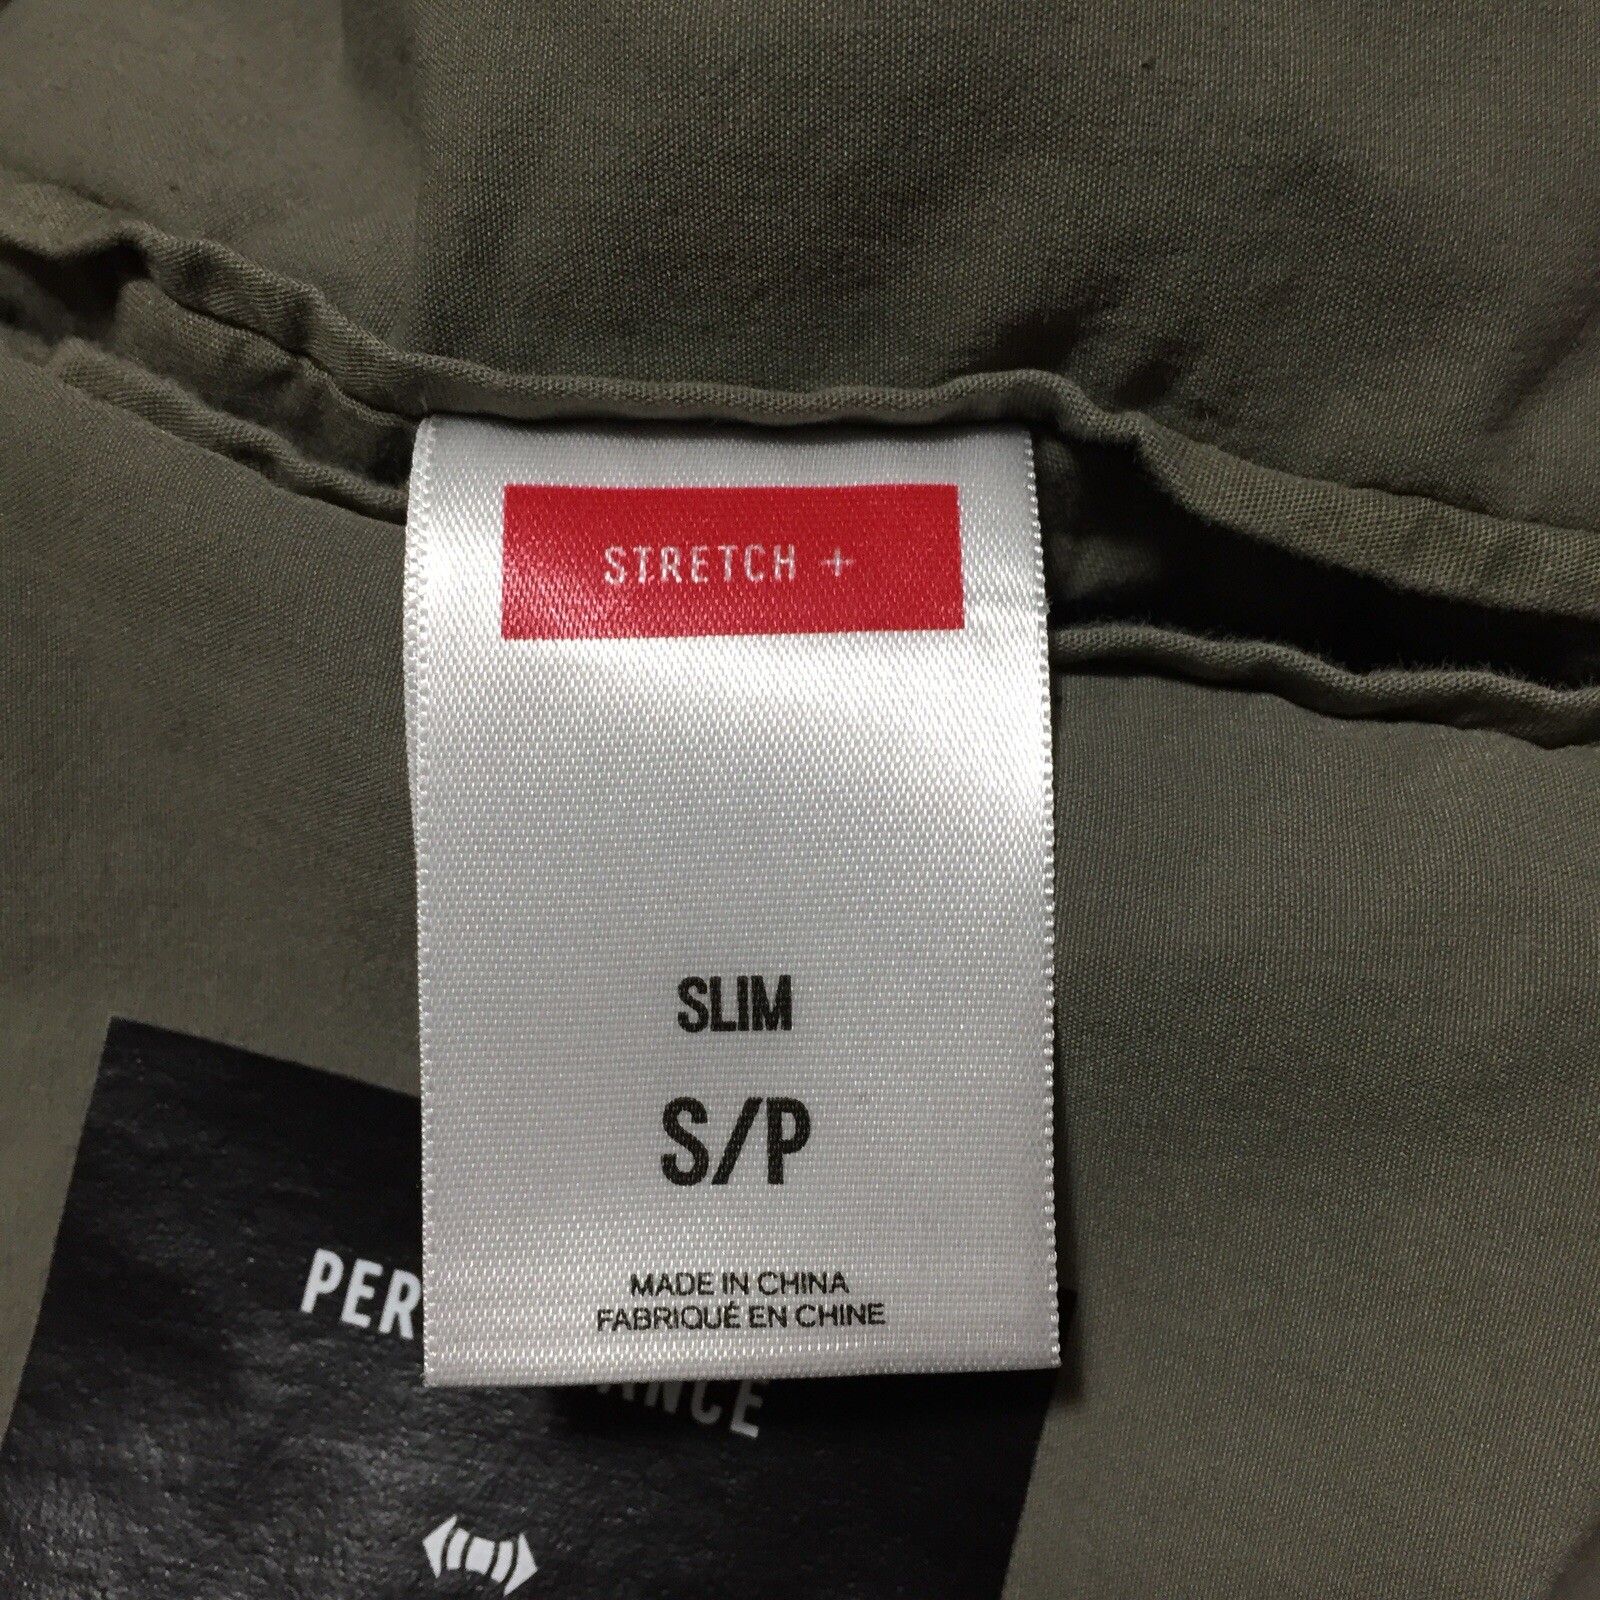 STRETCH +
SLIM
S/P
MADE IN CHINA
FABRIQUÉ EN CHINE